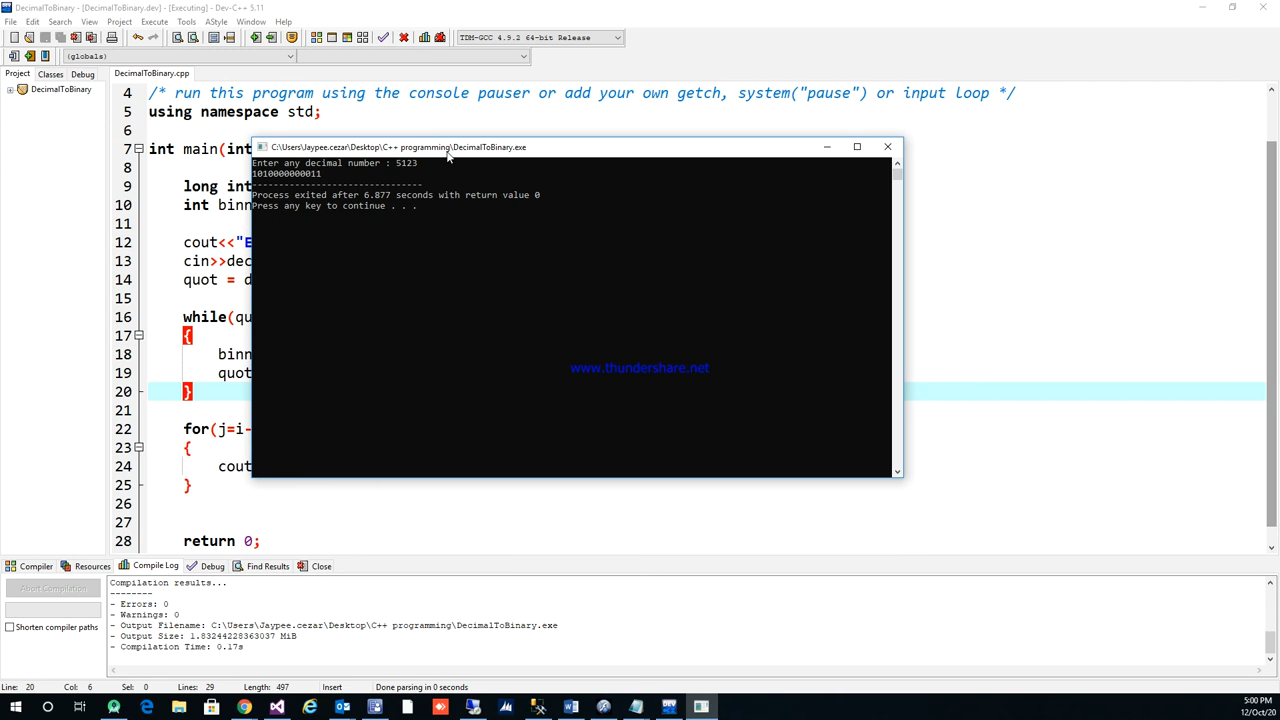 DecimalToBinary - [DecimalToBinary.dev] - [Executing] - Dev-C++ 5.11
File Edit Search View Project Execute Tools AStyle Window Help
TDM-GCC 4.9.2 64-bit Release
(globals)
Project Classes Debug
DecimalToBinary.cpp
DecimalToBinary
4 /* run this program using the console pauser or add your own getch, system("pause") or input loop */
5 using namespace std;
6
7 int main(int
8
9 long int
10 int binn
11
12 cout<<"E
13 cin>>dec
14 quot = d
15
16 while(qu
17 {
18 binn
19 quot
20 }
21
22 for(j=i-
23 {
24 cout
25 }
26
27
28 return 0;
C:\Users\Jaypee.cezar\Desktop\C++ programming\DecimalToBinary.exe
Enter any decimal number : 5123
1010000000011
--------------------------------
Process exited after 6.877 seconds with return value 0
Press any key to continue . . .
www.thundershare.net
Compiler Resources Compile Log Debug Find Results Close
Abort Compilation
Shorten compiler paths
Compilation results...
--------
- Errors: 0
- Warnings: 0
- Output Filename: C:\Users\Jaypee.cezar\Desktop\C++ programming\DecimalToBinary.exe
- Output Size: 1.83244228363037 MiB
- Compilation Time: 0.17s
Line: 20 Col: 6 Sel: 0 Lines: 29 Length: 497 Insert Done parsing in 0 seconds
5:00 PM
12/Oct/20